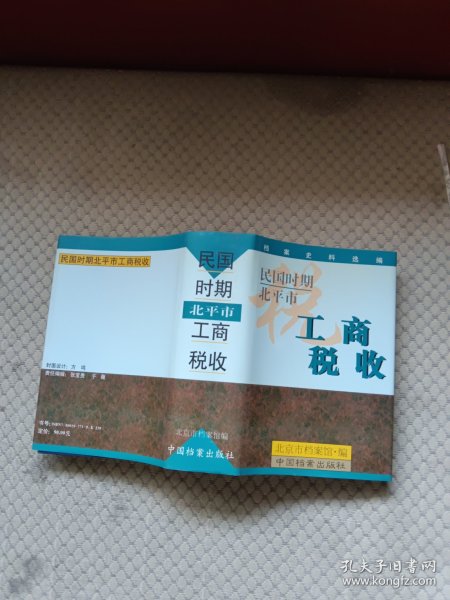 民国时期北平市工商税收
封面设计：方鸣
责任编辑：
定价：
民国
时期
北平市
工商
税收
北京市档案馆编
中国档案出版社
档案史料选编
税
民国时期
北平市
工商
税收
北京市档案馆·编
中国档案出版社
孔夫子旧书网
www.kongfz.com